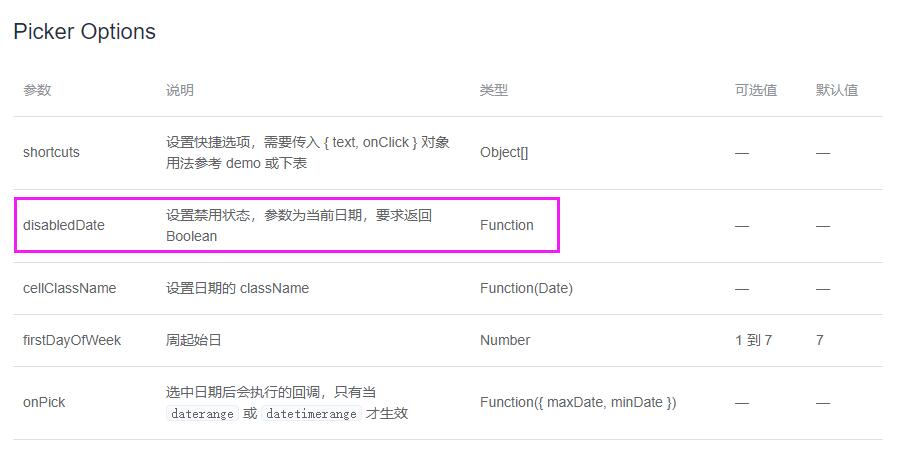 Picker Options
参数 说明 类型 可选值 默认值
shortcuts 设置快捷选项，需要传入 { text, onClick } 对象 Object[] — —
用法参考 demo 或下表
disabledDate 设置禁用状态，参数为当前日期，要求返回 Function — —
Boolean
cellClassName 设置日期的 className Function(Date) — —
firstDayOfWeek 周起始日 Number 1 到 7 7
onPick 选中日期后会执行的回调，只有当 Function({ maxDate, minDate }) — —
daterange 或 datetimerange 才生效